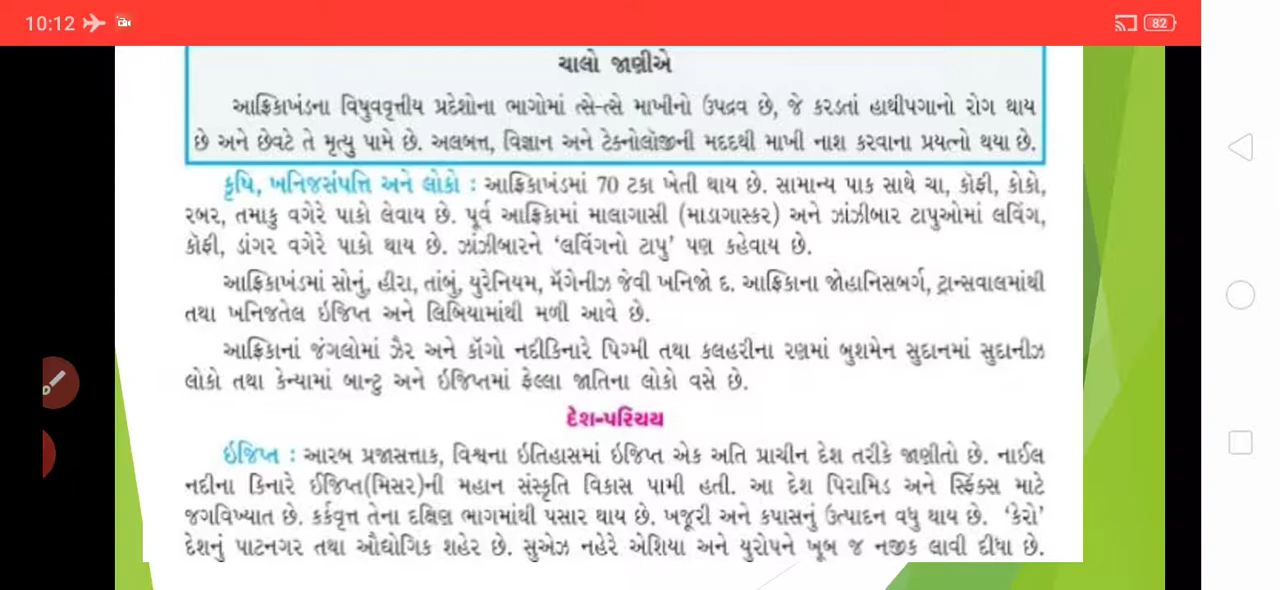 10:12
82
ચાલો જાણીએ
આફ્રિકાખંડના વિષુવવૃત્તીય પ્રદેશોના ભાગોમાં ત્સે-ત્સે માખીનો ઉપદ્રવ છે, જે કરડતાં હાથીપગાનો રોગ થાય
છે અને છેવટે તે મૃત્યુ પામે છે. અલબત્ત, વિજ્ઞાન અને ટેક્નોલૉજીની મદદથી માખી નાશ કરવાના પ્રયત્નો થયા છે.
કૃષિ, ખનિજસંપત્તિ અને લોકો : આફ્રિકાખંડમાં 70 ટકા ખેતી થાય છે. સામાન્ય પાક સાથે ચા, કૉફી, કોકો,
રબર, તમાકુ વગેરે પાકો લેવાય છે. પૂર્વ આફ્રિકામાં માલાગાસી (માડાગાસ્કર) અને ઝાંઝીબાર ટાપુઓમાં લવિંગ,
કૉફી, ડાંગર વગેરે પાકો થાય છે. ઝાંઝીબારને ‘લવિંગનો ટાપુ’ પણ કહેવાય છે.
આફ્રિકાખંડમાં સોનું, હીરા, તાંબું, યુરેનિયમ, મૅગેનીઝ જેવી ખનિજો દ. આફ્રિકાના જોહાનિસબર્ગ, ટ્રાન્સવાલમાંથી
તથા ખનિજતેલ ઇજિપ્ત અને લિબિયામાંથી મળી આવે છે.
આફ્રિકાનાં જંગલોમાં ઝૈર અને કૉંગો નદીકિનારે પિગ્મી તથા કલહરીના રણમાં બુશમેન સુદાનમાં સુદાનીઝ
લોકો તથા કેન્યામાં બાન્ટુ અને ઇજિપ્તમાં ફેલ્લા જાતિના લોકો વસે છે.
દેશ-પરિચય
ઇજિપ્ત : આરબ પ્રજાસત્તાક, વિશ્વના ઇતિહાસમાં ઇજિપ્ત એક અતિ પ્રાચીન દેશ તરીકે જાણીતો છે. નાઈલ
નદીના કિનારે ઈજિપ્ત(મિસર)ની મહાન સંસ્કૃતિ વિકાસ પામી હતી. આ દેશ પિરામિડ અને સ્ફિંક્સ માટે
જગવિખ્યાત છે. કર્કવૃત્ત તેના દક્ષિણ ભાગમાંથી પસાર થાય છે. ખજૂરી અને કપાસનું ઉત્પાદન વધુ થાય છે. ‘કેરો’
દેશનું પાટનગર તથા ઔદ્યોગિક શહેર છે. સુએઝ નહેરે એશિયા અને યુરોપને ખૂબ જ નજીક લાવી દીધા છે.